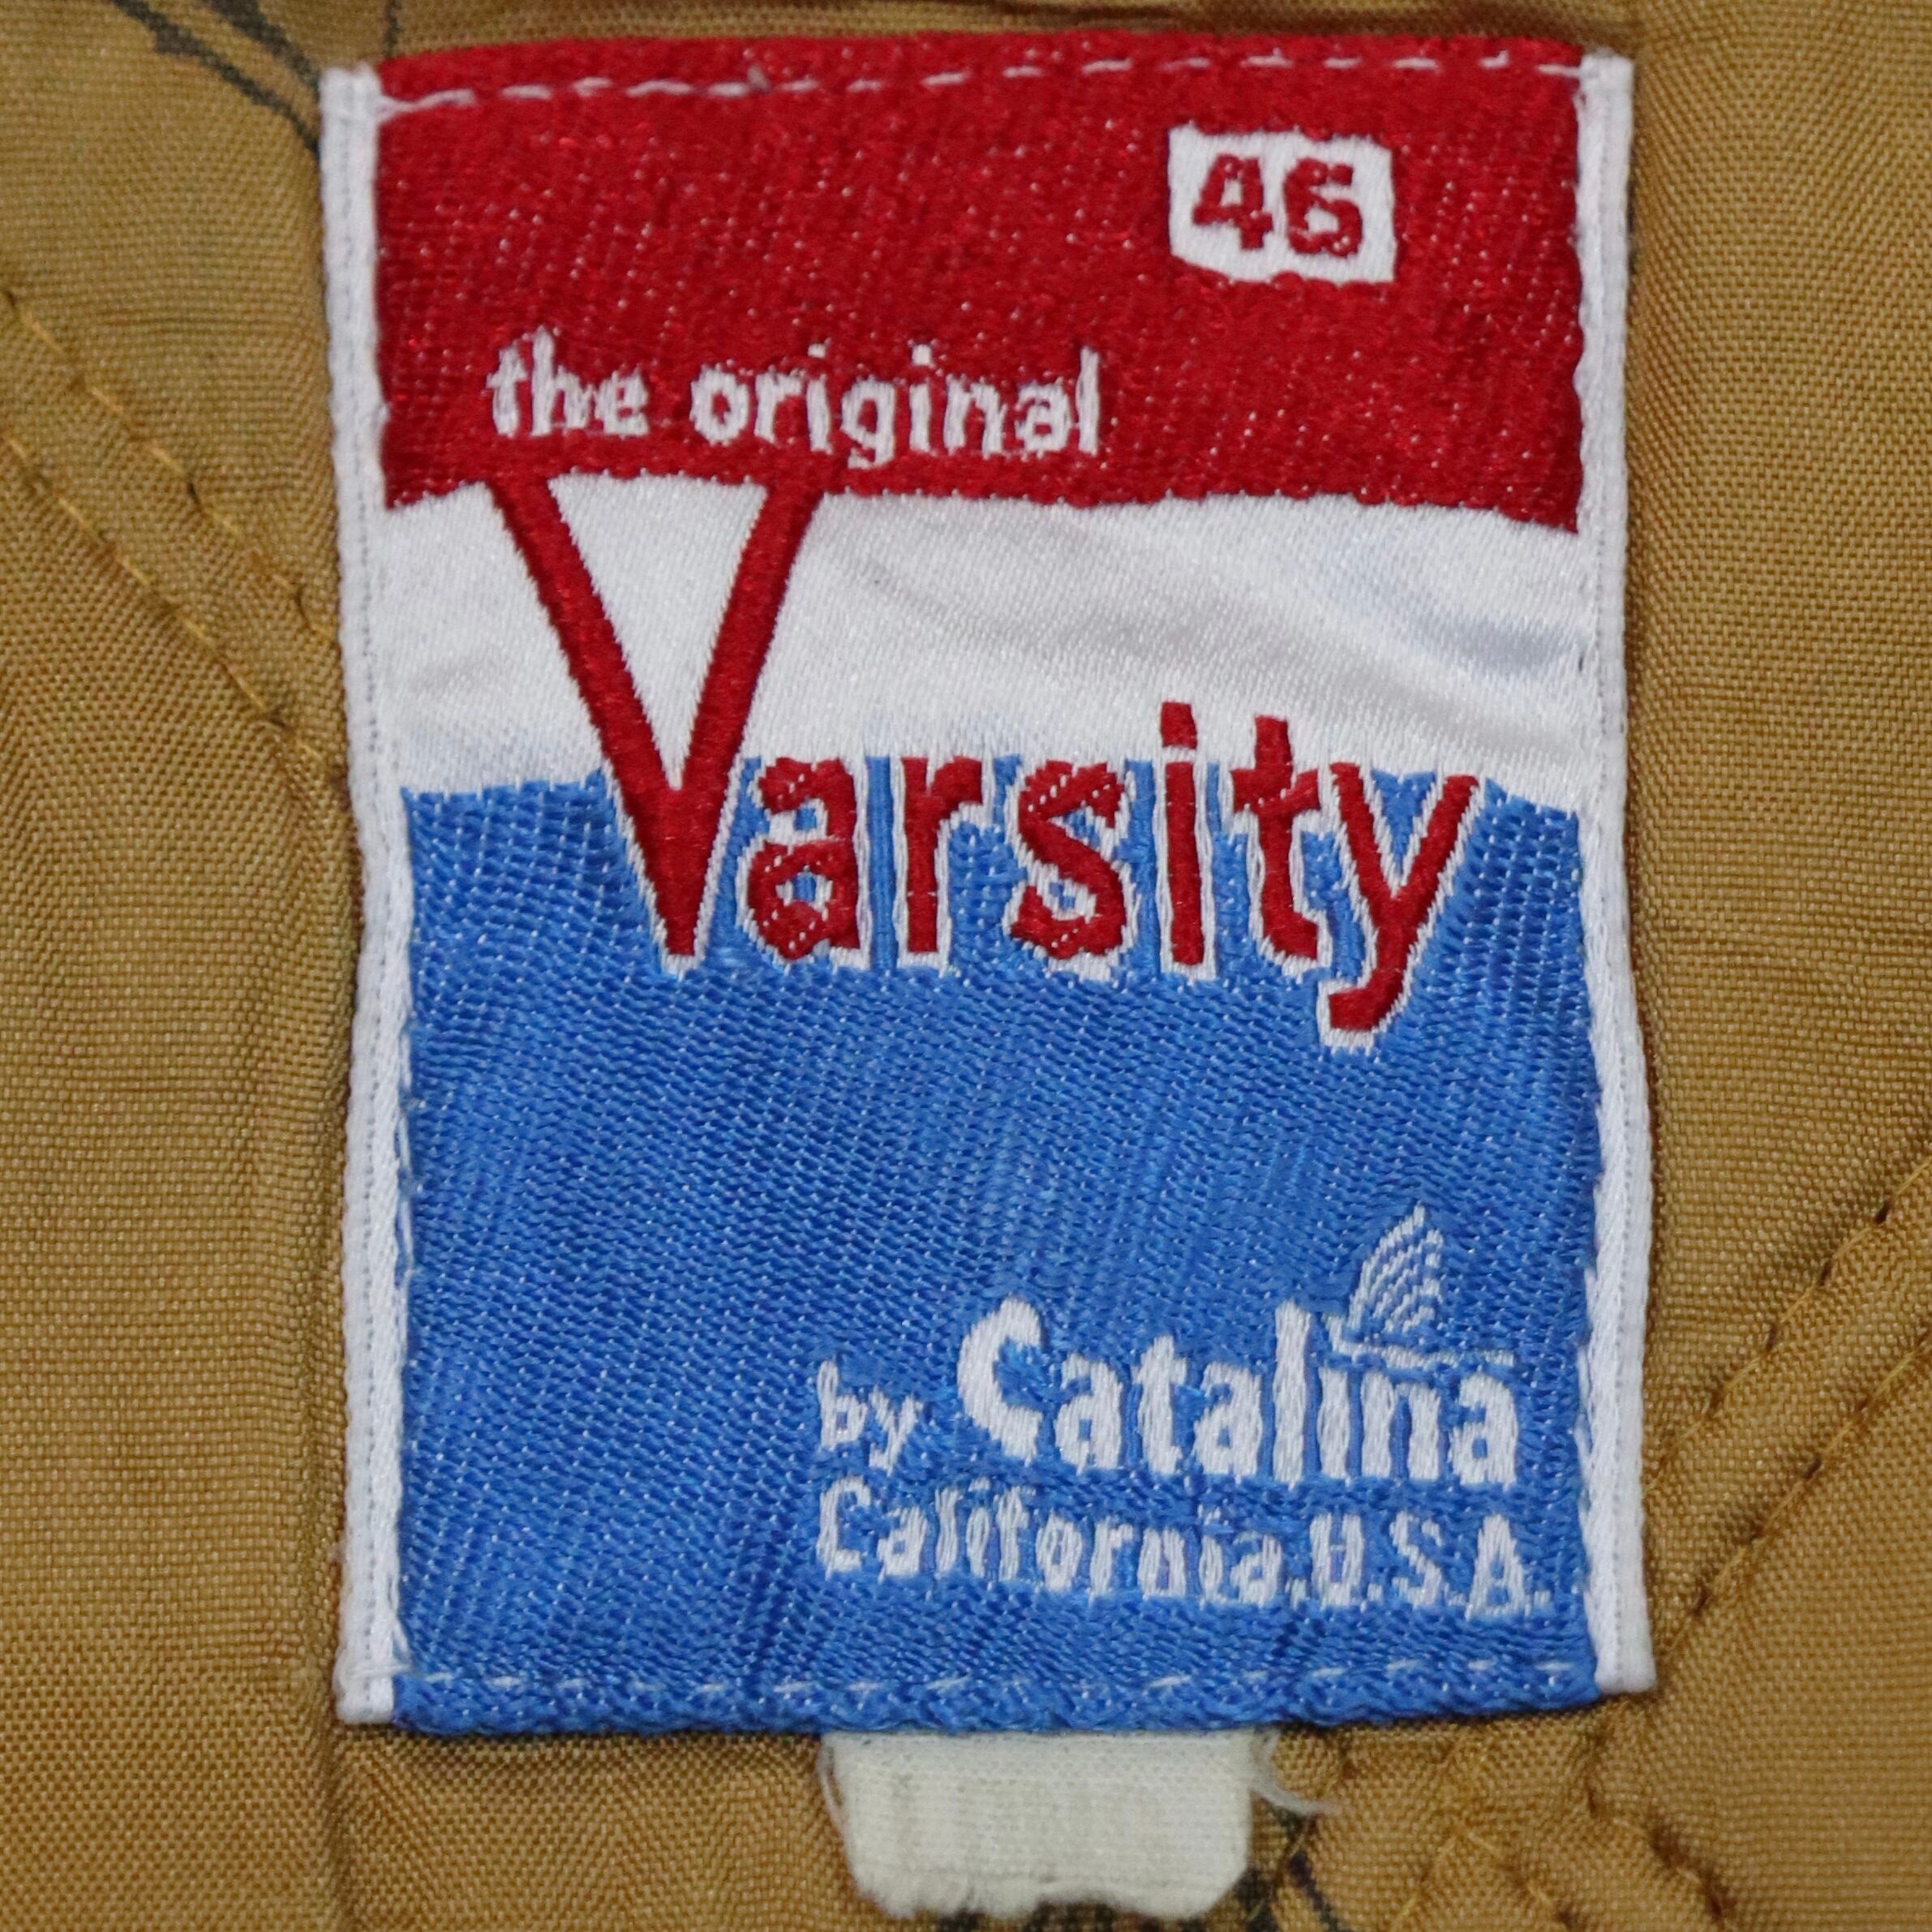 46
the original
Varsity
by Catalina
California.U.S.A.